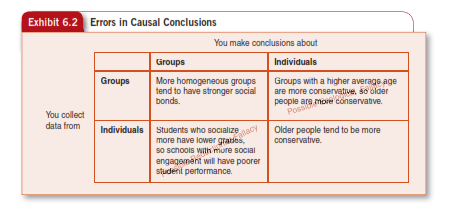 Exhibit 6.2 Errors in Causal Conclusions
You make conclusions about
Groups Individuals
You collect
data from
Groups
More homogeneous groups
tend to have stronger social
bonds.
Groups with a higher average age
are more conservative, so older
people are more conservative.
Possible Ecological Fallacy
Individuals
Students who socialize
more have lower grades,
so schools with more social
engagement will have poorer
student performance.
Fallacy
Older people tend to be more
conservative.